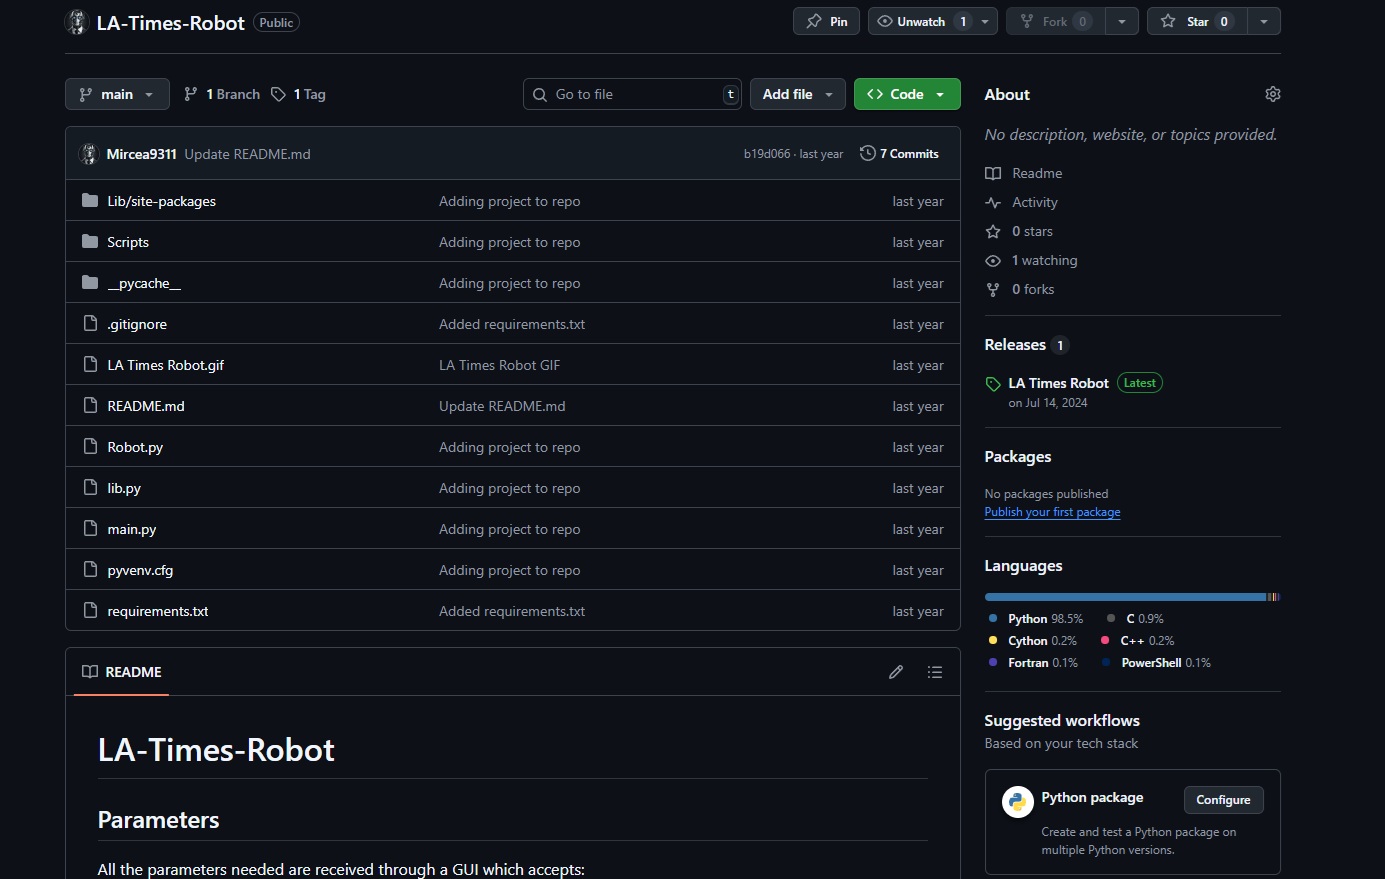 LA-Times-Robot Public Pin Unwatch 1 Fork 0 Star 0
main 1 Branch 1 Tag Go to file t Add file Code
Mircea9311 Update README.md b19d066 · last year 7 Commits
Lib/site-packages Adding project to repo last year
Scripts Adding project to repo last year
__pycache__ Adding project to repo last year
.gitignore Added requirements.txt last year
LA Times Robot.gif LA Times Robot GIF last year
README.md Update README.md last year
Robot.py Adding project to repo last year
lib.py Adding project to repo last year
main.py Adding project to repo last year
pyvenv.cfg Adding project to repo last year
requirements.txt Added requirements.txt last year
README
LA-Times-Robot
Parameters
All the parameters needed are received through a GUI which accepts:
About
No description, website, or topics provided.
Readme
Activity
0 stars
1 watching
0 forks
Releases 1
LA Times Robot Latest
on Jul 14, 2024
Packages
No packages published
Publish your first package
Languages
Python 98.5% C 0.9%
Cython 0.2% C++ 0.2%
Fortran 0.1% PowerShell 0.1%
Suggested workflows
Based on your tech stack
Python package Configure
Create and test a Python package on
multiple Python versions.